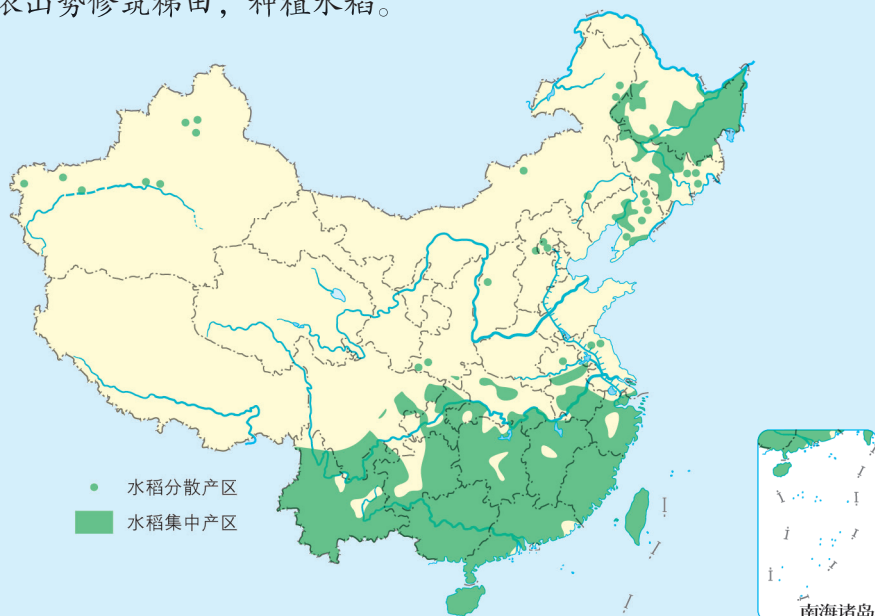 依山势修筑梯田，种植水稻。
水稻分散产区
水稻集中产区
南海诸岛